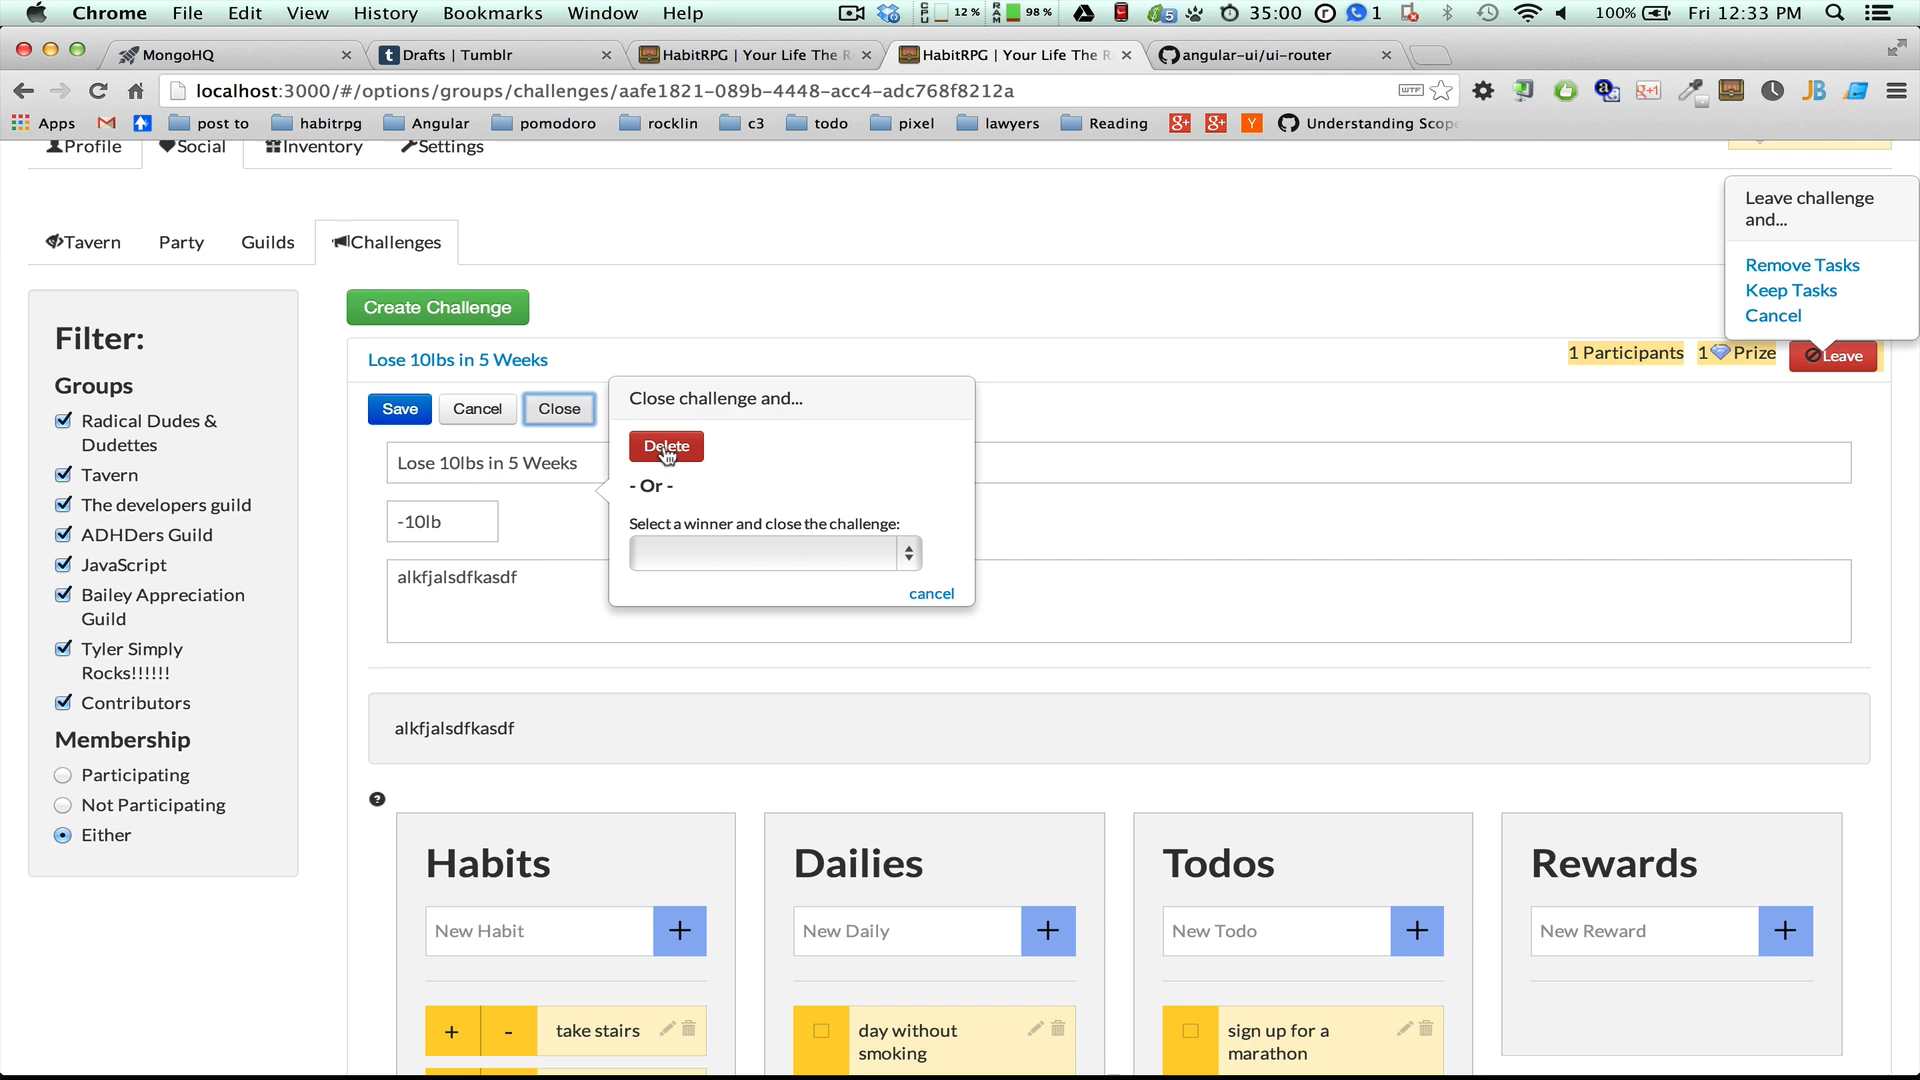 Chrome File Edit View History Bookmarks Window Help CPU 12 % RAM 98 % 5 35:00 1 100% Fri 12:33 PM
MongoHQ Drafts | Tumblr HabitRPG | Your Life The R HabitRPG | Your Life The R angular-ui/ui-router
localhost:3000/#/options/groups/challenges/aafe1821-089b-4448-acc4-adc768f8212a WTF
Apps post to habitrpg Angular pomodoro rocklin c3 todo pixel lawyers Reading Understanding Scop
Profile Social Inventory Settings
Leave challenge
and...
Remove Tasks
Keep Tasks
Cancel
Tavern Party Guilds Challenges
Filter:
Groups
Radical Dudes &
Dudettes
Tavern
The developers guild
ADHDers Guild
JavaScript
Bailey Appreciation
Guild
Tyler Simply
Rocks!!!!!!
Contributors
Membership
Participating
Not Participating
Either
Create Challenge
Lose 10lbs in 5 Weeks 1 Participants 1 Prize Leave
Save Cancel Close
Close challenge and...
Delete
- Or -
Select a winner and close the challenge:
cancel
Lose 10lbs in 5 Weeks
-10lb
alkfjalsdfkasdf
alkfjalsdfkasdf
?
Habits
New Habit +
+ - take stairs
Dailies
New Daily +
day without
smoking
Todos
New Todo +
sign up for a
marathon
Rewards
New Reward +